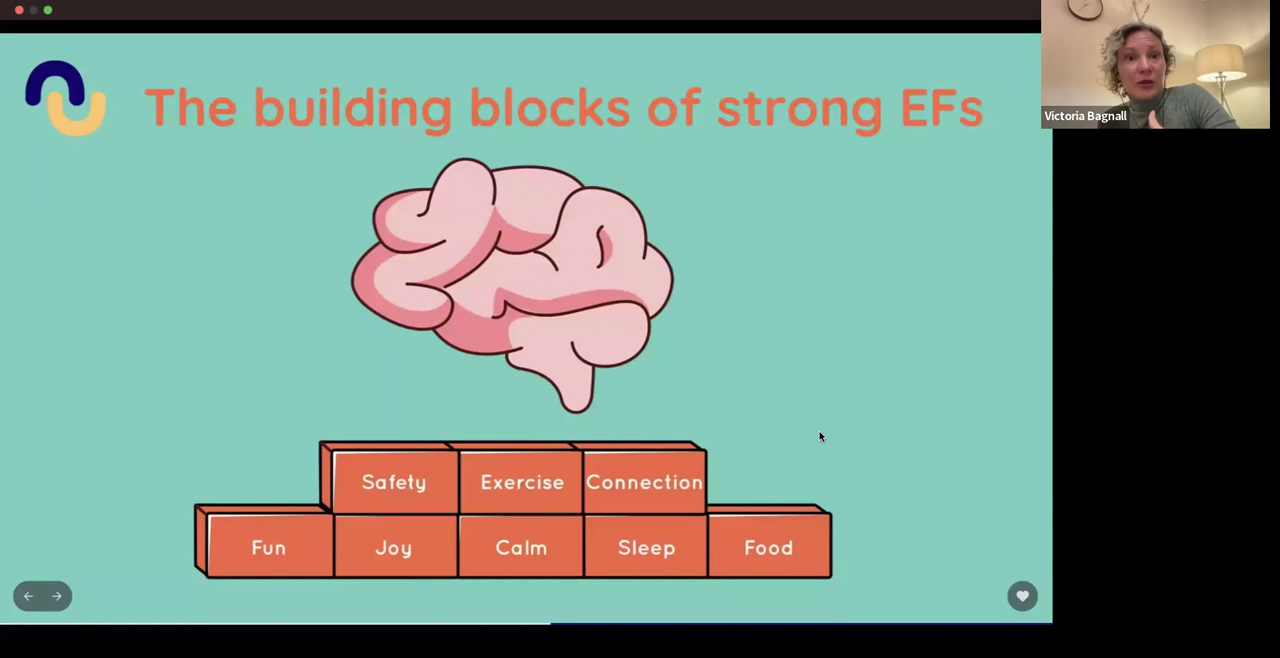 The building blocks of strong EFs
Victoria Bagnall
Safety Exercise Connection
Fun Joy Calm Sleep Food